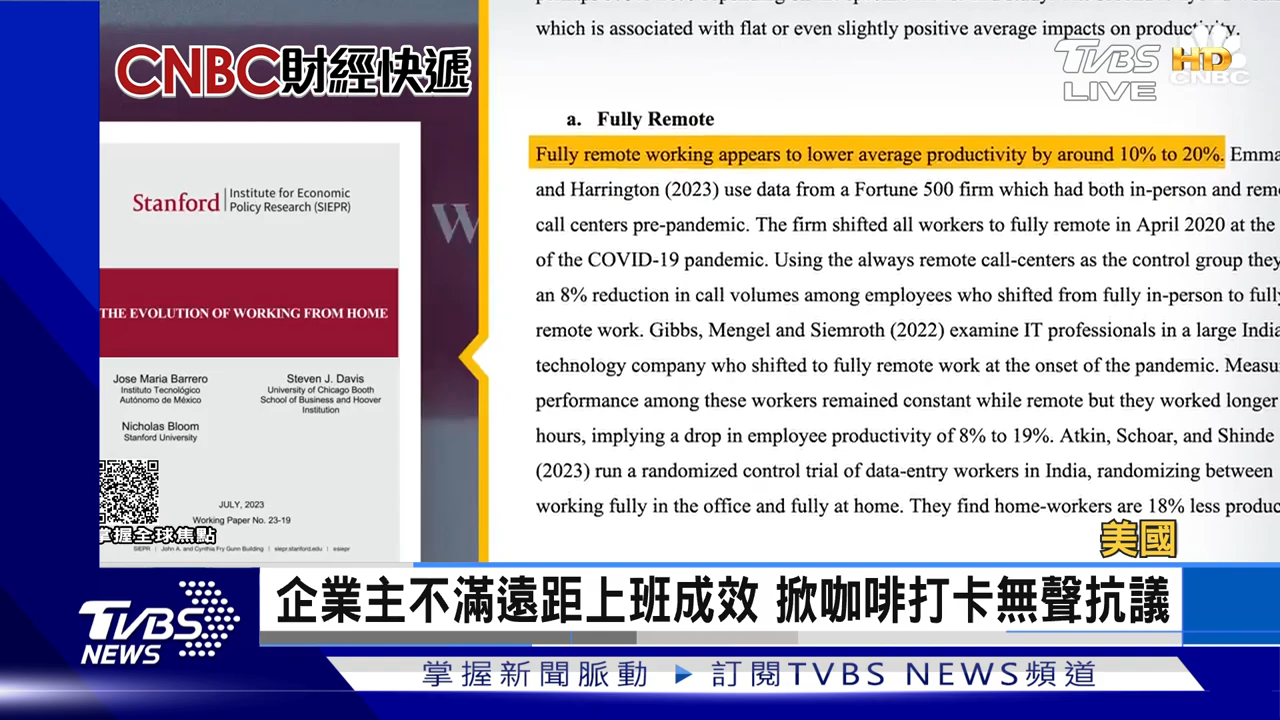 CNBC財經快遞
Stanford
Institute for Economic
Policy Research (SIEPR)
THE EVOLUTION OF WORKING FROM HOME
Jose Maria Barrero
Instituto Tecnológico
Autónomo de México
Steven J. Davis
University of Chicago Booth
School of Business and Hoover
Institution
Nicholas Bloom
Stanford University
JULY, 2023
Working Paper No. 23-19
SIEPR | John A. and Cynthia Fry Gunn Building | siepr.stanford.edu |
掌握全球焦點
W
which is associated with flat or even slightly positive average impacts on productivity.
TVBS HD
LIVE
CNBC
a. Fully Remote
Fully remote working appears to lower average productivity by around 10% to 20%. Emma
and Harrington (2023) use data from a Fortune 500 firm which had both in-person and rem
call centers pre-pandemic. The firm shifted all workers to fully remote in April 2020 at the
of the COVID-19 pandemic. Using the always remote call-centers as the control group they
an 8% reduction in call volumes among employees who shifted from fully in-person to full
remote work. Gibbs, Mengel and Siemroth (2022) examine IT professionals in a large India
technology company who shifted to fully remote work at the onset of the pandemic. Measu
performance among these workers remained constant while remote but they worked longer
hours, implying a drop in employee productivity of 8% to 19%. Atkin, Schoar, and Shinde
(2023) run a randomized control trial of data-entry workers in India, randomizing between
working fully in the office and fully at home. They find home-workers are 18% less produc
美國
企業主不滿遠距上班成效 掀咖啡打卡無聲抗議
TVBS
NEWS
掌握新聞脈動 ► 訂閱TVBS NEWS頻道